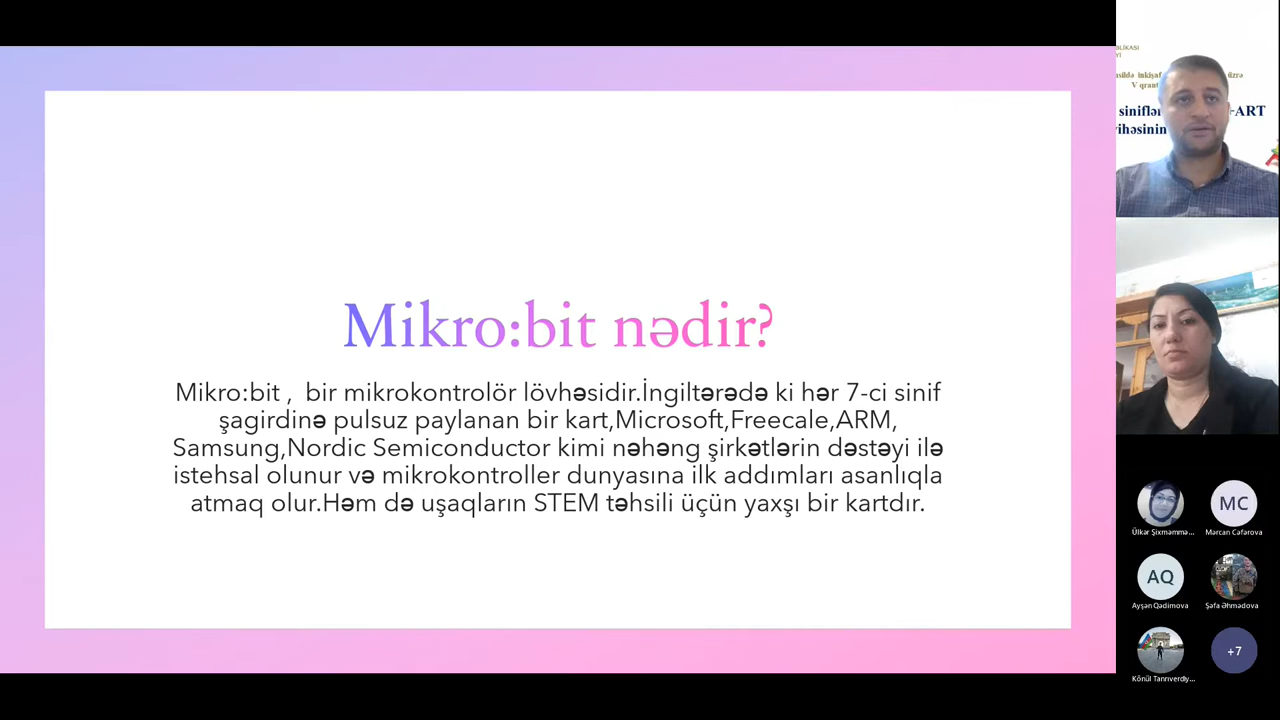 Mikro:bit nədir?
Mikro:bit , bir mikrokontrolör lövhəsidir.İngiltərədə ki hər 7-ci sinif
şagirdinə pulsuz paylanan bir kart,Microsoft,Freecale,ARM,
Samsung,Nordic Semiconductor kimi nəhəng şirkətlərin dəstəyi ilə
istehsal olunur və mikrokontroller dunyasına ilk addımları asanlıqla
atmaq olur.Həm də uşaqların STEM təhsili üçün yaxşı bir kartdır.
V qrant
siniflər -ART
MC
Ülkər Şixməmmə... Mərcan Cəfərova
AQ
Ayşən Qədimova Şəfa Əhmədova
+7
Könül Tanrıverdiy...